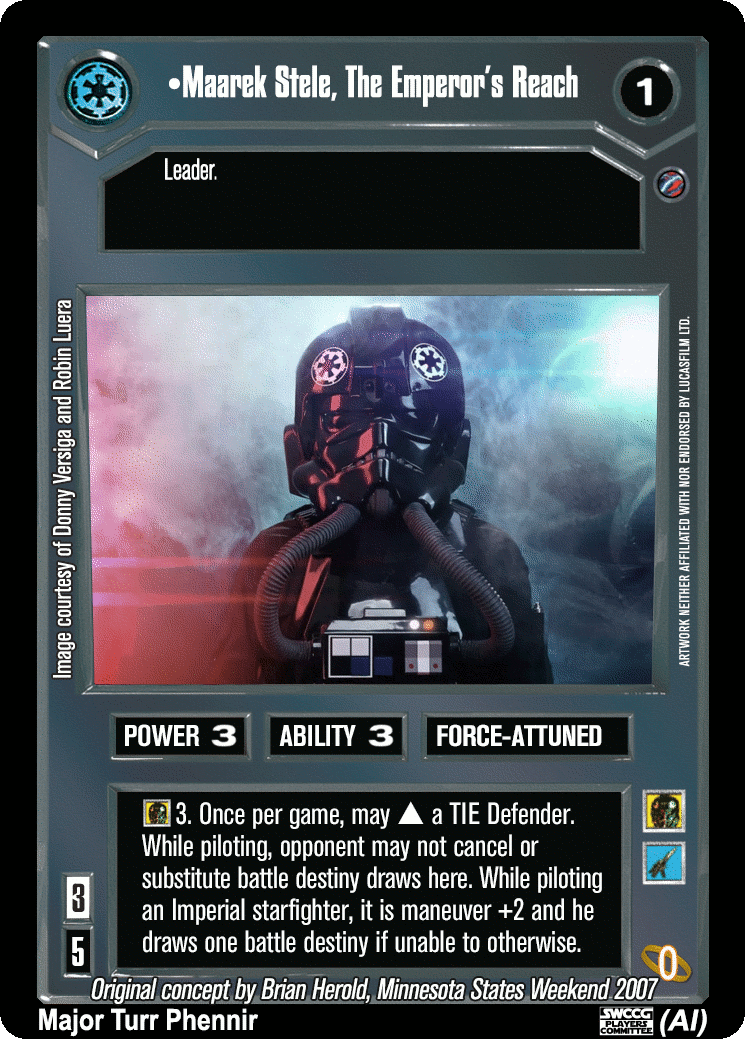 •Maarek Stele, The Emperor's Reach
1
Leader.
Image courtesy of Donny Versiga and Robin Luera
ARTWORK NEITHER AFFILIATED WITH NOR ENDORSED BY LUCASFILM LTD.
POWER 3
ABILITY 3
FORCE-ATTUNED
3. Once per game, may ▲ a TIE Defender.
While piloting, opponent may not cancel or
substitute battle destiny draws here. While piloting
an Imperial starfighter, it is maneuver +2 and he
draws one battle destiny if unable to otherwise.
3
5
0
Original concept by Brian Herold, Minnesota States Weekend 2007
Major Turr Phennir
SWCCG
PLAYERS
COMMITTEE
(AI)